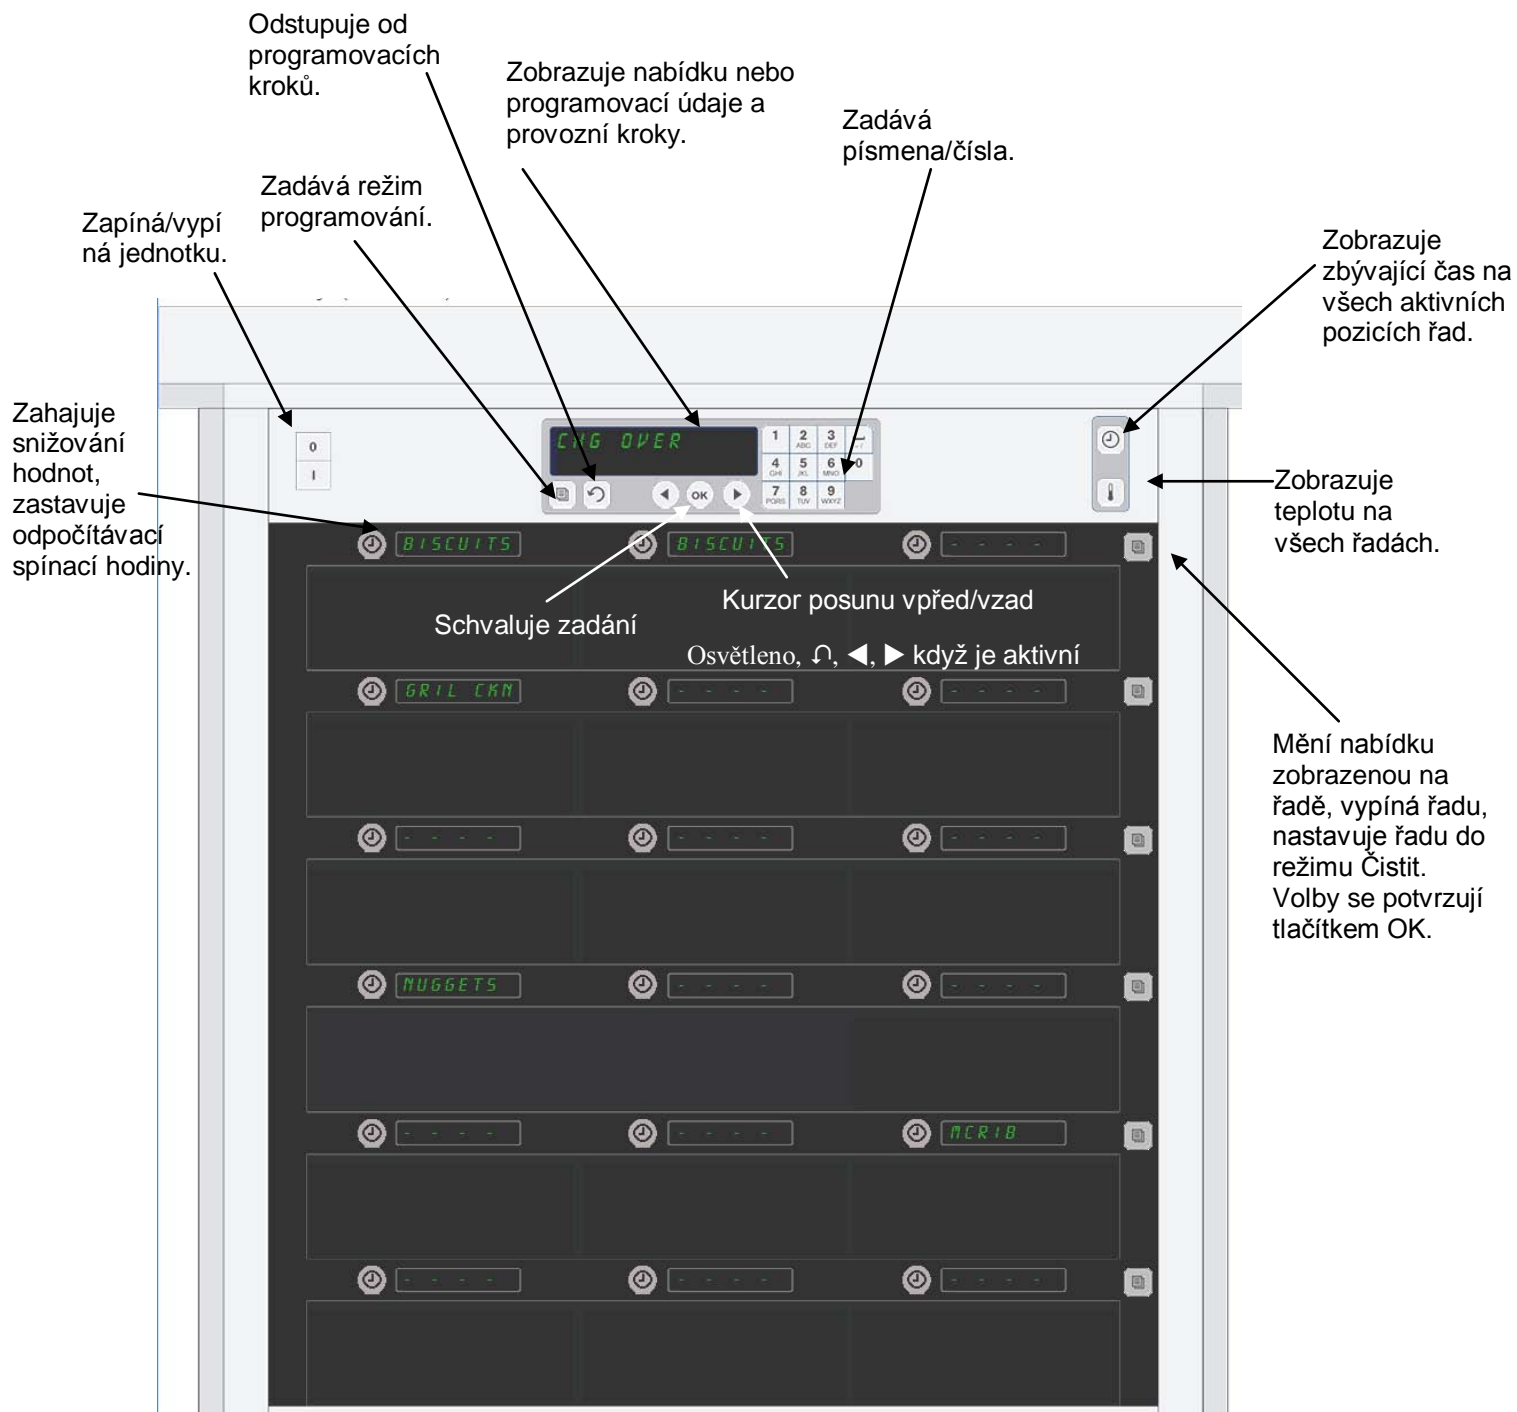 Odstupuje od
programovacích
kroků.
Zobrazuje nabídku nebo
programovací údaje a
provozní kroky.
Zadává
písmena/čísla.
Zadává režim
programování.
Zapíná/vypí
ná jednotku.
Zobrazuje
zbývající čas na
všech aktivních
pozicích řad.
Zahajuje
snižování
hodnot,
zastavuje
odpočítávací
spínací hodiny.
0
I
CHG OVER
1 2 ABC 3 DEF
4 GHI 5 JKL 6 MNO 0
7 PQRS 8 TUV 9 WXYZ
OK
Zobrazuje
teplotu na
všech řadách.
BISCUITS BISCUITS - - - -
Schvaluje zadání
Kurzor posunu vpřed/vzad
Osvětleno, ↶, ◀, ▶ když je aktivní
GRIL CKN - - - - - - - -
Mění nabídku
zobrazenou na
řadě, vypíná řadu,
nastavuje řadu do
režimu Čistit.
Volby se potvrzují
tlačítkem OK.
- - - - - - - - - - - -
NUGGETS - - - - - - - -
- - - - - - - - MCRIB
- - - - - - - - - - - -